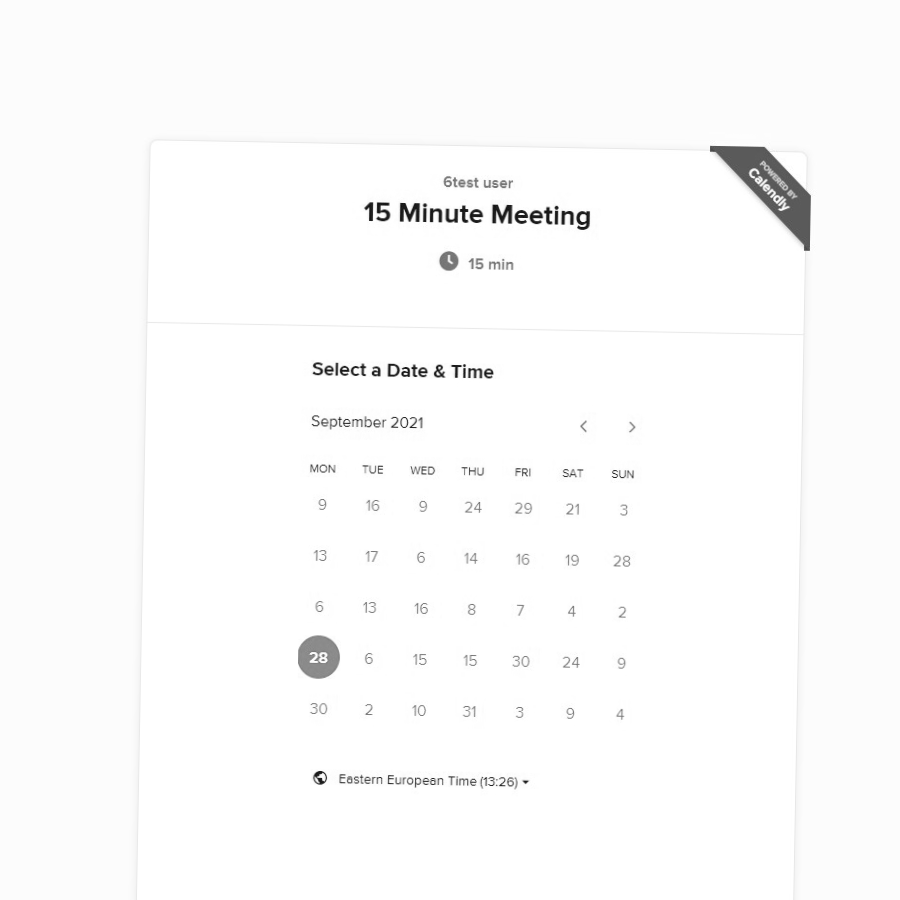 POWERED BY
Calendly
6test user
15 Minute Meeting
15 min
Select a Date & Time
September 2021
MON TUE WED THU FRI SAT SUN
9 16 9 24 29 21 3
13 17 6 14 16 19 28
6 13 16 8 7 4 2
28 6 15 15 30 24 9
30 2 10 31 3 9 4
Eastern European Time (13:26)